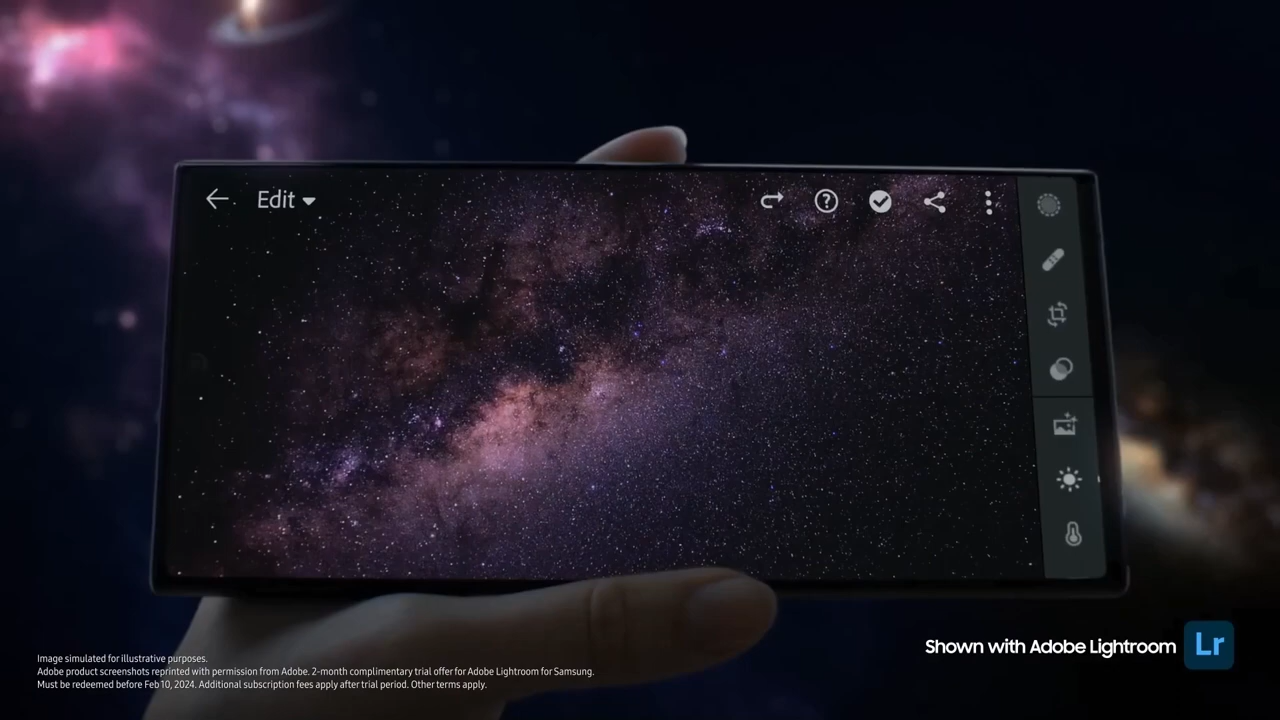 Edit
Shown with Adobe Lightroom
Lr
Image simulated for illustrative purposes.
Adobe product screenshots reprinted with permission from Adobe. 2-month complimentary trial offer for Adobe Lightroom for Samsung.
Must be redeemed before Feb 10, 2024. Additional subscription fees apply after trial period. Other terms apply.